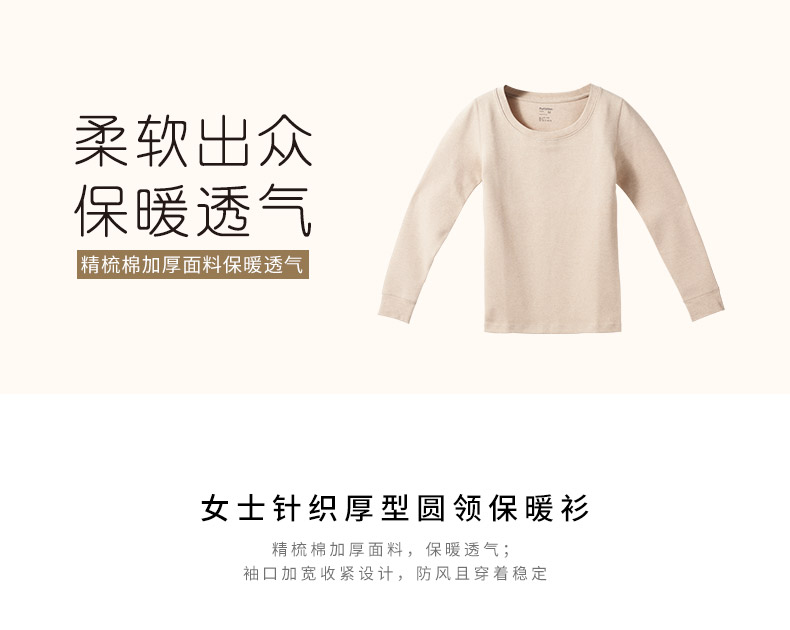 柔软出众
保暖透气
精梳棉加厚面料保暖透气
女士针织厚型圆领保暖衫
精梳棉加厚面料，保暖透气；
袖口加宽收紧设计，防风且穿着稳定